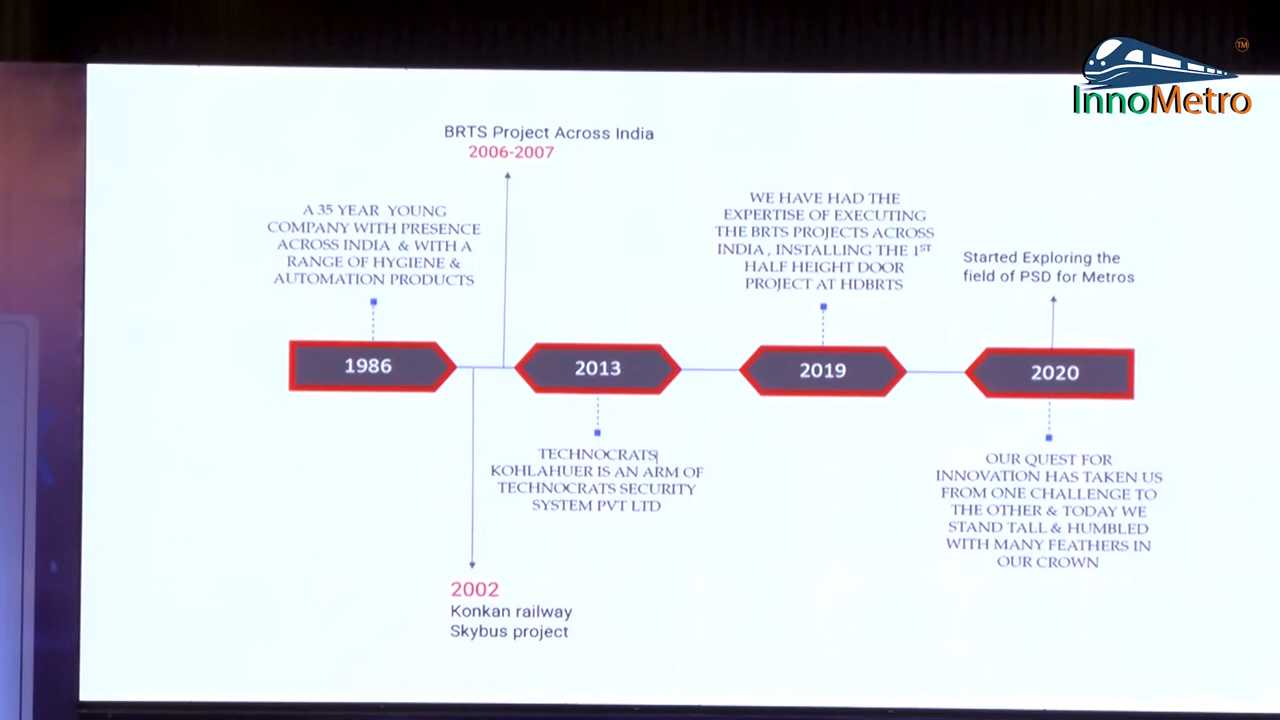 TM
InnoMetro
BRTS Project Across India
2006-2007
A 35 YEAR YOUNG
COMPANY WITH PRESENCE
ACROSS INDIA & WITH A
RANGE OF HYGIENE &
AUTOMATION PRODUCTS
WE HAVE HAD THE
EXPERTISE OF EXECUTING
THE BRTS PROJECTS ACROSS
INDIA , INSTALLING THE 1ST
HALF HEIGHT DOOR
PROJECT AT HDBRTS
Started Exploring the
field of PSD for Metros
1986
2013
2019
2020
TECHNOCRATS
KOHLAHUER IS AN ARM OF
TECHNOCRATS SECURITY
SYSTEM PVT LTD
OUR QUEST FOR
INNOVATION HAS TAKEN US
FROM ONE CHALLENGE TO
THE OTHER & TODAY WE
STAND TALL & HUMBLED
WITH MANY FEATHERS IN
OUR CROWN
2002
Konkan railway
Skybus project